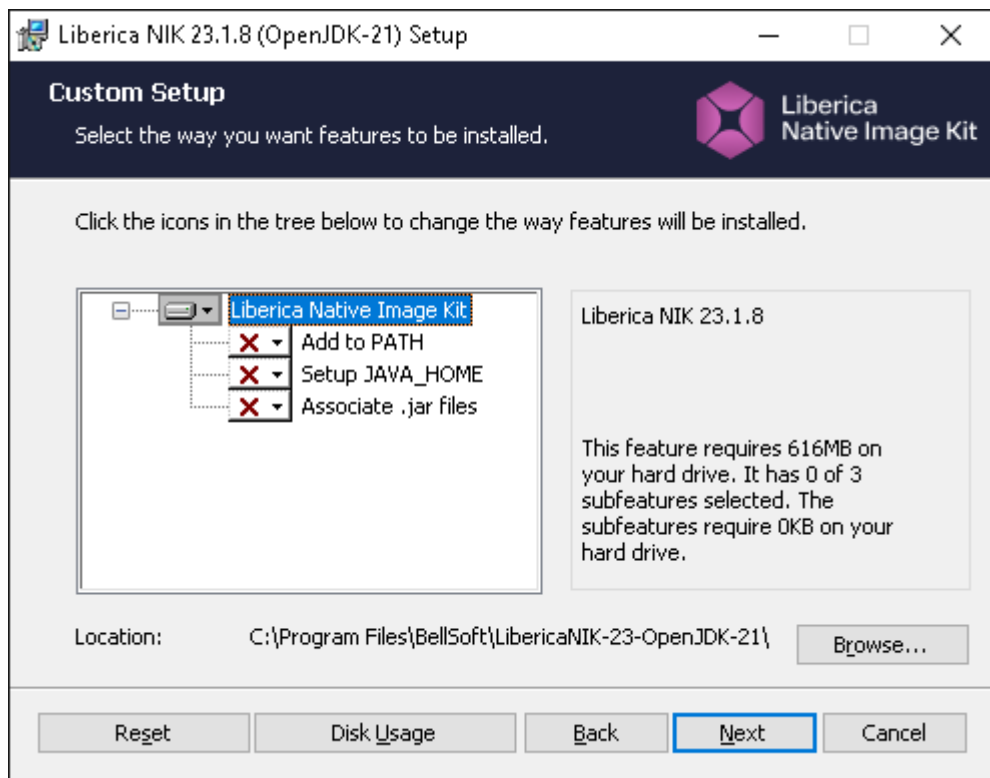 Liberica NIK 23.1.8 (OpenJDK-21) Setup
Custom Setup
Select the way you want features to be installed.
Liberica
Native Image Kit
Click the icons in the tree below to change the way features will be installed.
Liberica Native Image Kit
Add to PATH
Setup JAVA_HOME
Associate .jar files
Liberica NIK 23.1.8
This feature requires 616MB on
your hard drive. It has 0 of 3
subfeatures selected. The
subfeatures require 0KB on your
hard drive.
Location: C:\Program Files\BellSoft\LibericaNIK-23-OpenJDK-21\ Browse...
Reset Disk Usage Back Next Cancel